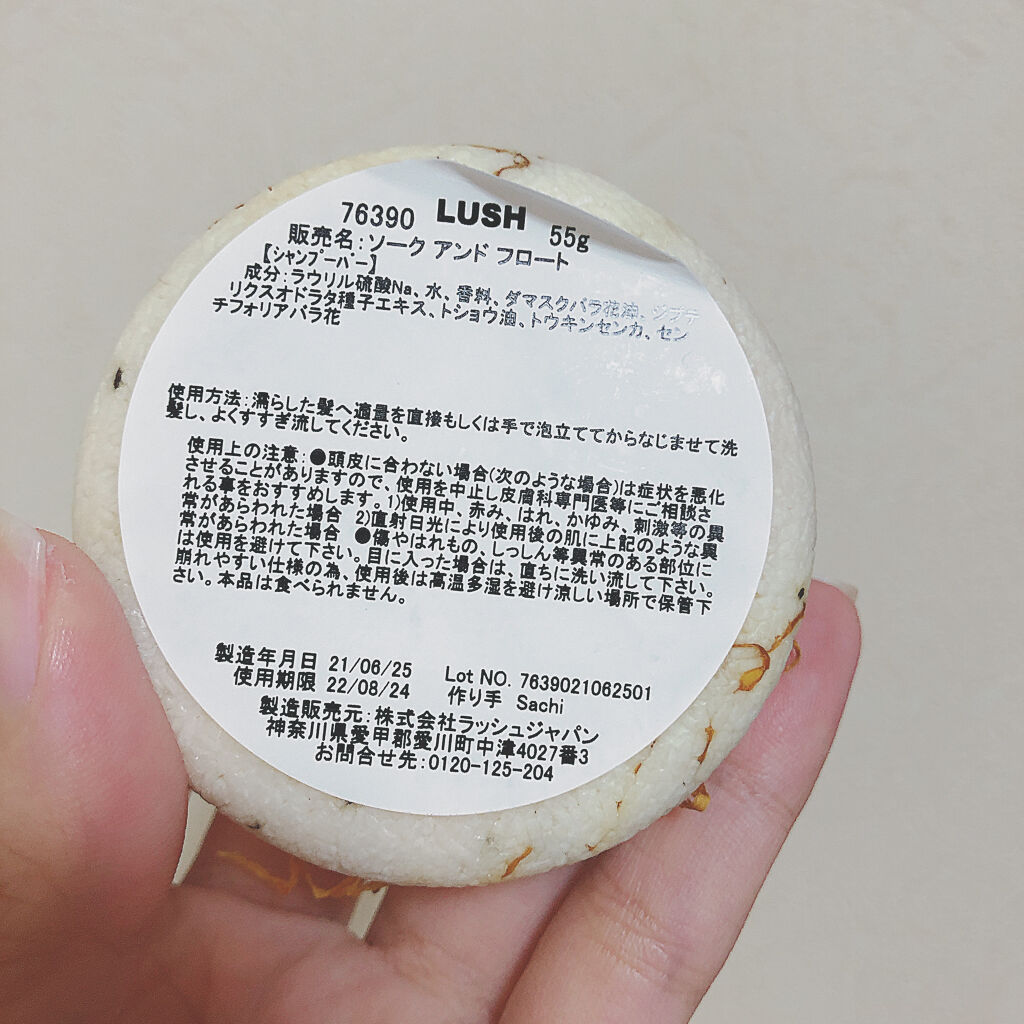 76390 LUSH 55g
販売名:ソーク アンド フロート
【シャンプーバー】
成分:ラウリル硫酸Na、水、香料、ダマスクバラ花油、ジプテ
リクスオドラタ種子エキス、トショウ油、トウキンセンカ、セン
チフォリアバラ花
使用方法:濡らした髪へ適量を直接もしくは手で泡立ててからなじませて洗
髪し、よくすすぎ流してください。
使用上の注意:●頭皮に合わない場合(次のような場合)は症状を悪化
させることがありますので、使用を中止し皮膚科専門医等にご相談さ
れる事をおすすめします。1)使用中、赤み、はれ、かゆみ、刺激等の異
常があらわれた場合 2)直射日光により使用後の肌に上記のような異
常があらわれた場合 ●傷やはれもの、しっしん等異常のある部位に
は使用を避けて下さい。目に入った場合は、直ちに洗い流して下さい。
崩れやすい仕様の為、使用後は高温多湿を避け涼しい場所で保管下
さい。本品は食べられません。
製造年月日 21/06/25 Lot NO. 7639021062501
使用期限 22/08/24 作り手 Sachi
製造販売元:株式会社ラッシュジャパン
神奈川県愛甲郡愛川町中津4027番3
お問合せ先:0120-125-204